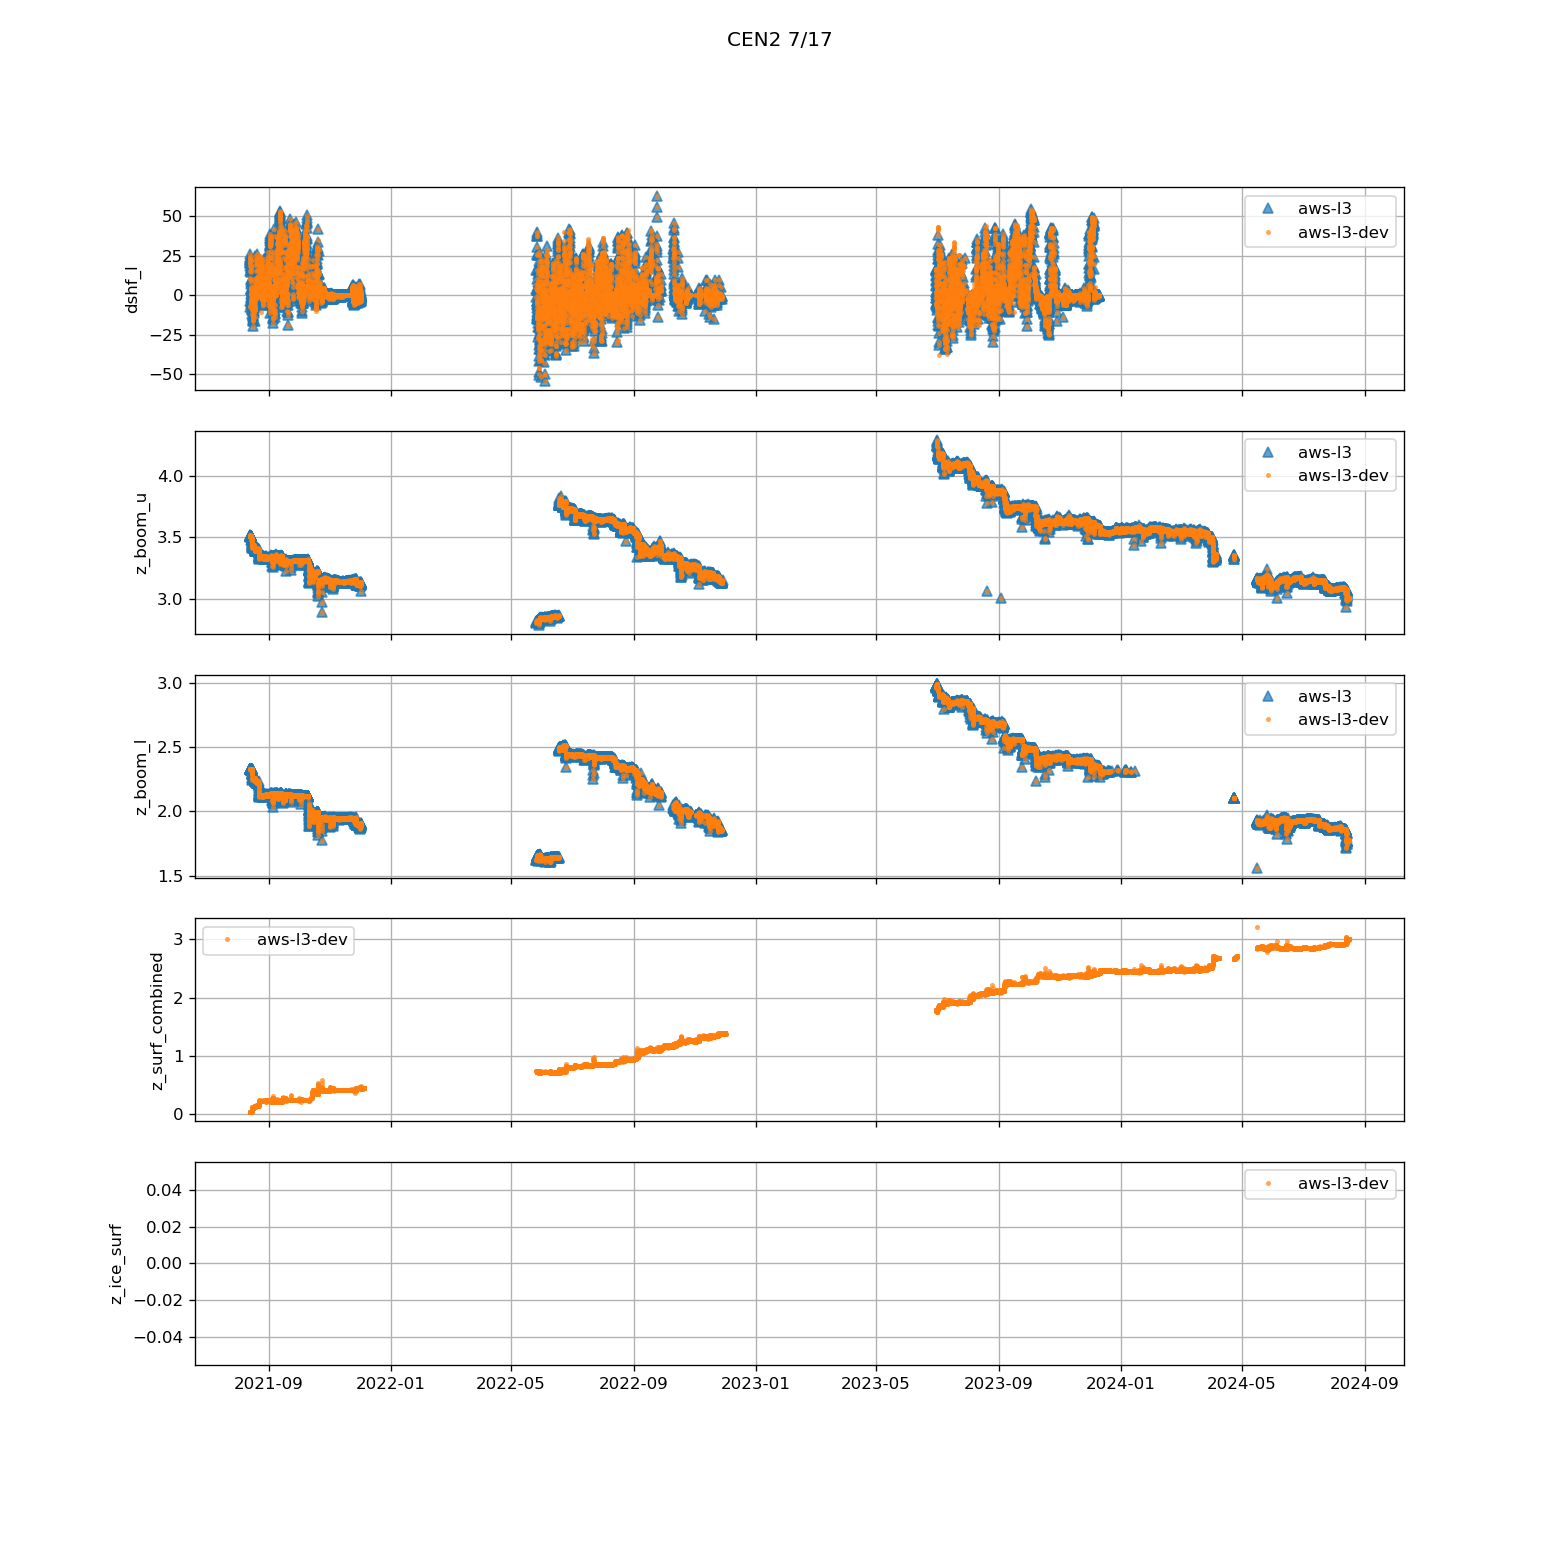 CEN2 7/17
dshf_l
50
25
0
−25
−50
aws-l3
aws-l3-dev
z_boom_u
4.0
3.5
3.0
aws-l3
aws-l3-dev
z_boom_l
3.0
2.5
2.0
1.5
aws-l3
aws-l3-dev
z_surf_combined
3
2
1
0
aws-l3-dev
z_ice_surf
0.04
0.02
0.00
−0.02
−0.04
aws-l3-dev
2021-09 2022-01 2022-05 2022-09 2023-01 2023-05 2023-09 2024-01 2024-05 2024-09